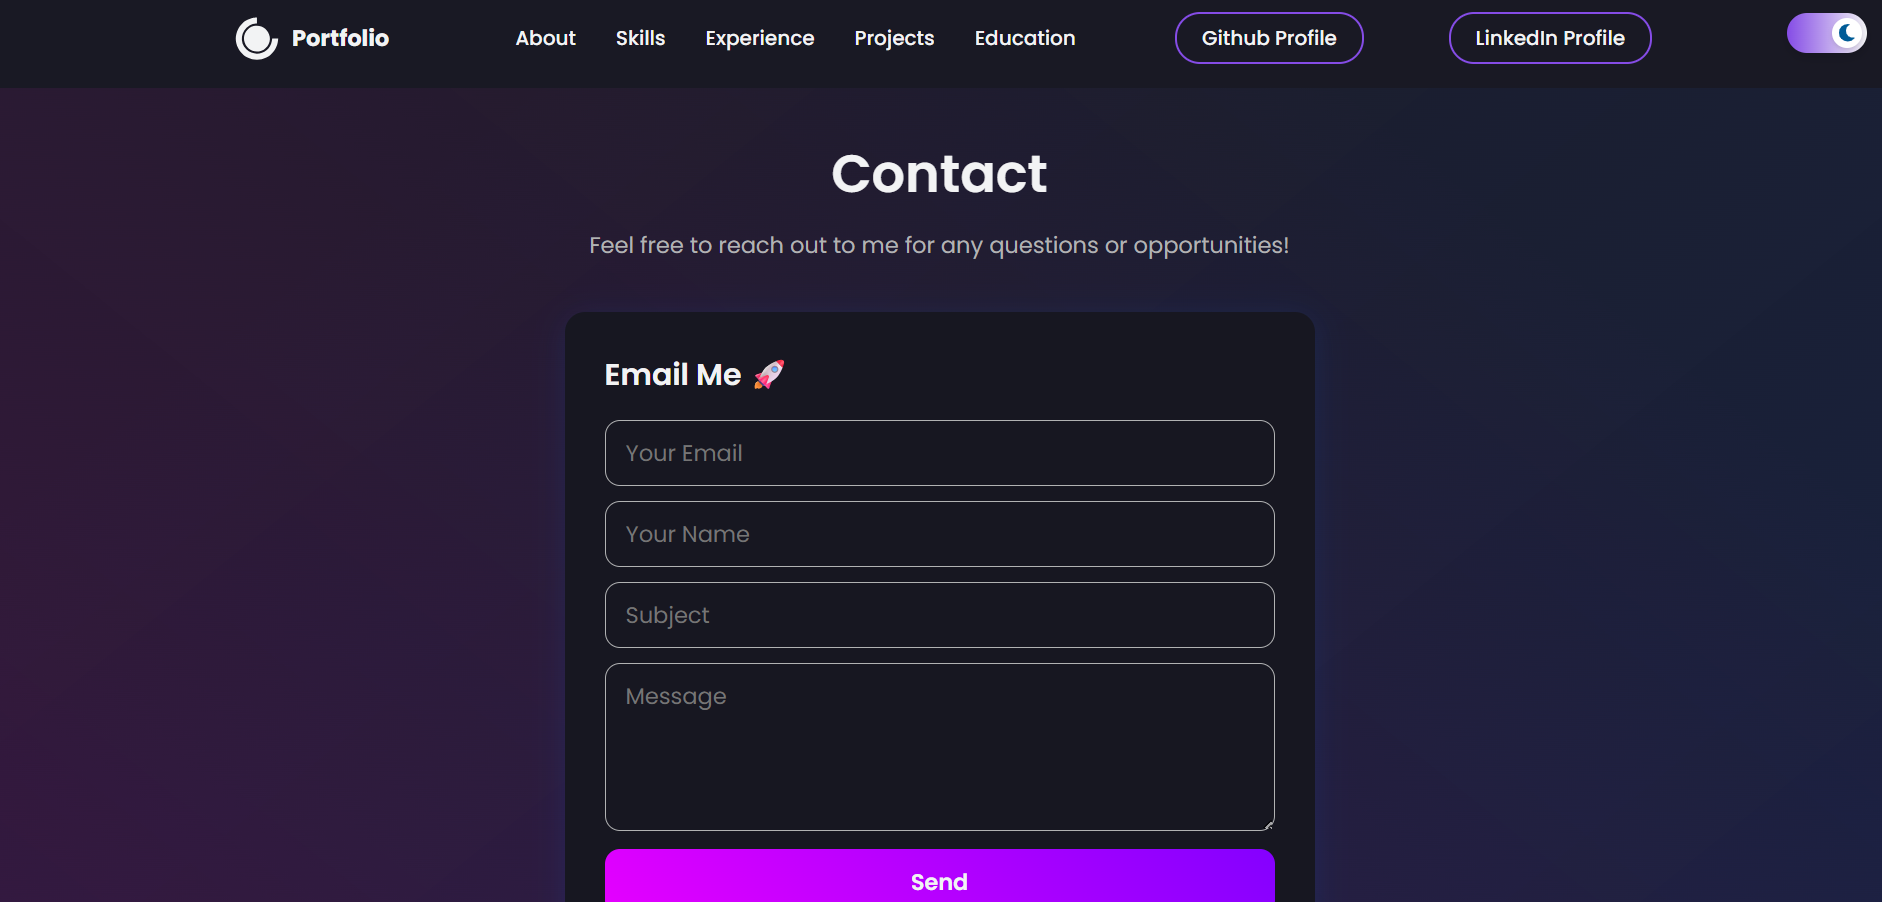 Portfolio
About Skills Experience Projects Education
Github Profile
LinkedIn Profile
Contact
Feel free to reach out to me for any questions or opportunities!
Email Me 🚀
Your Email
Your Name
Subject
Message
Send